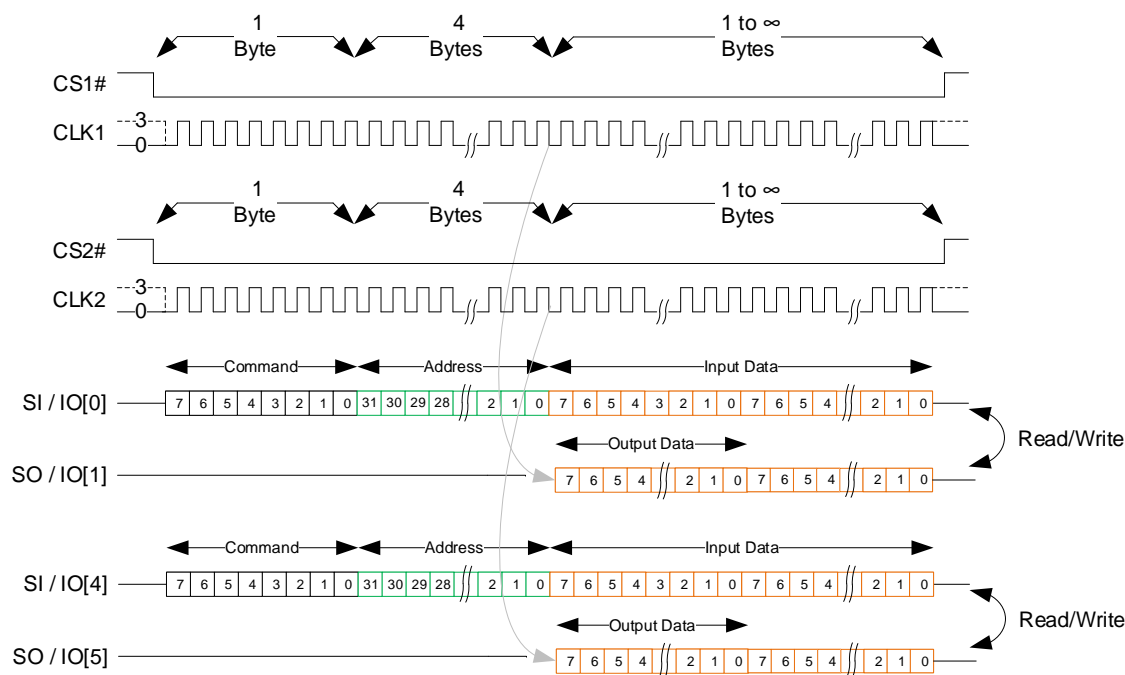 1
Byte
4
Bytes
1 to ∞
Bytes
CS1#
CLK1
3
0
1
Byte
4
Bytes
1 to ∞
Bytes
CS2#
CLK2
3
0
Command Address Input Data
SI / IO[0] 7 6 5 4 3 2 1 0 31 30 29 28 2 1 0 7 6 5 4 3 2 1 0 7 6 5 4 2 1 0
Read/Write
Output Data
SO / IO[1] 7 6 5 4 2 1 0 7 6 5 4 2 1 0
Command Address Input Data
SI / IO[4] 7 6 5 4 3 2 1 0 31 30 29 28 2 1 0 7 6 5 4 3 2 1 0 7 6 5 4 2 1 0
Read/Write
Output Data
SO / IO[5] 7 6 5 4 2 1 0 7 6 5 4 2 1 0